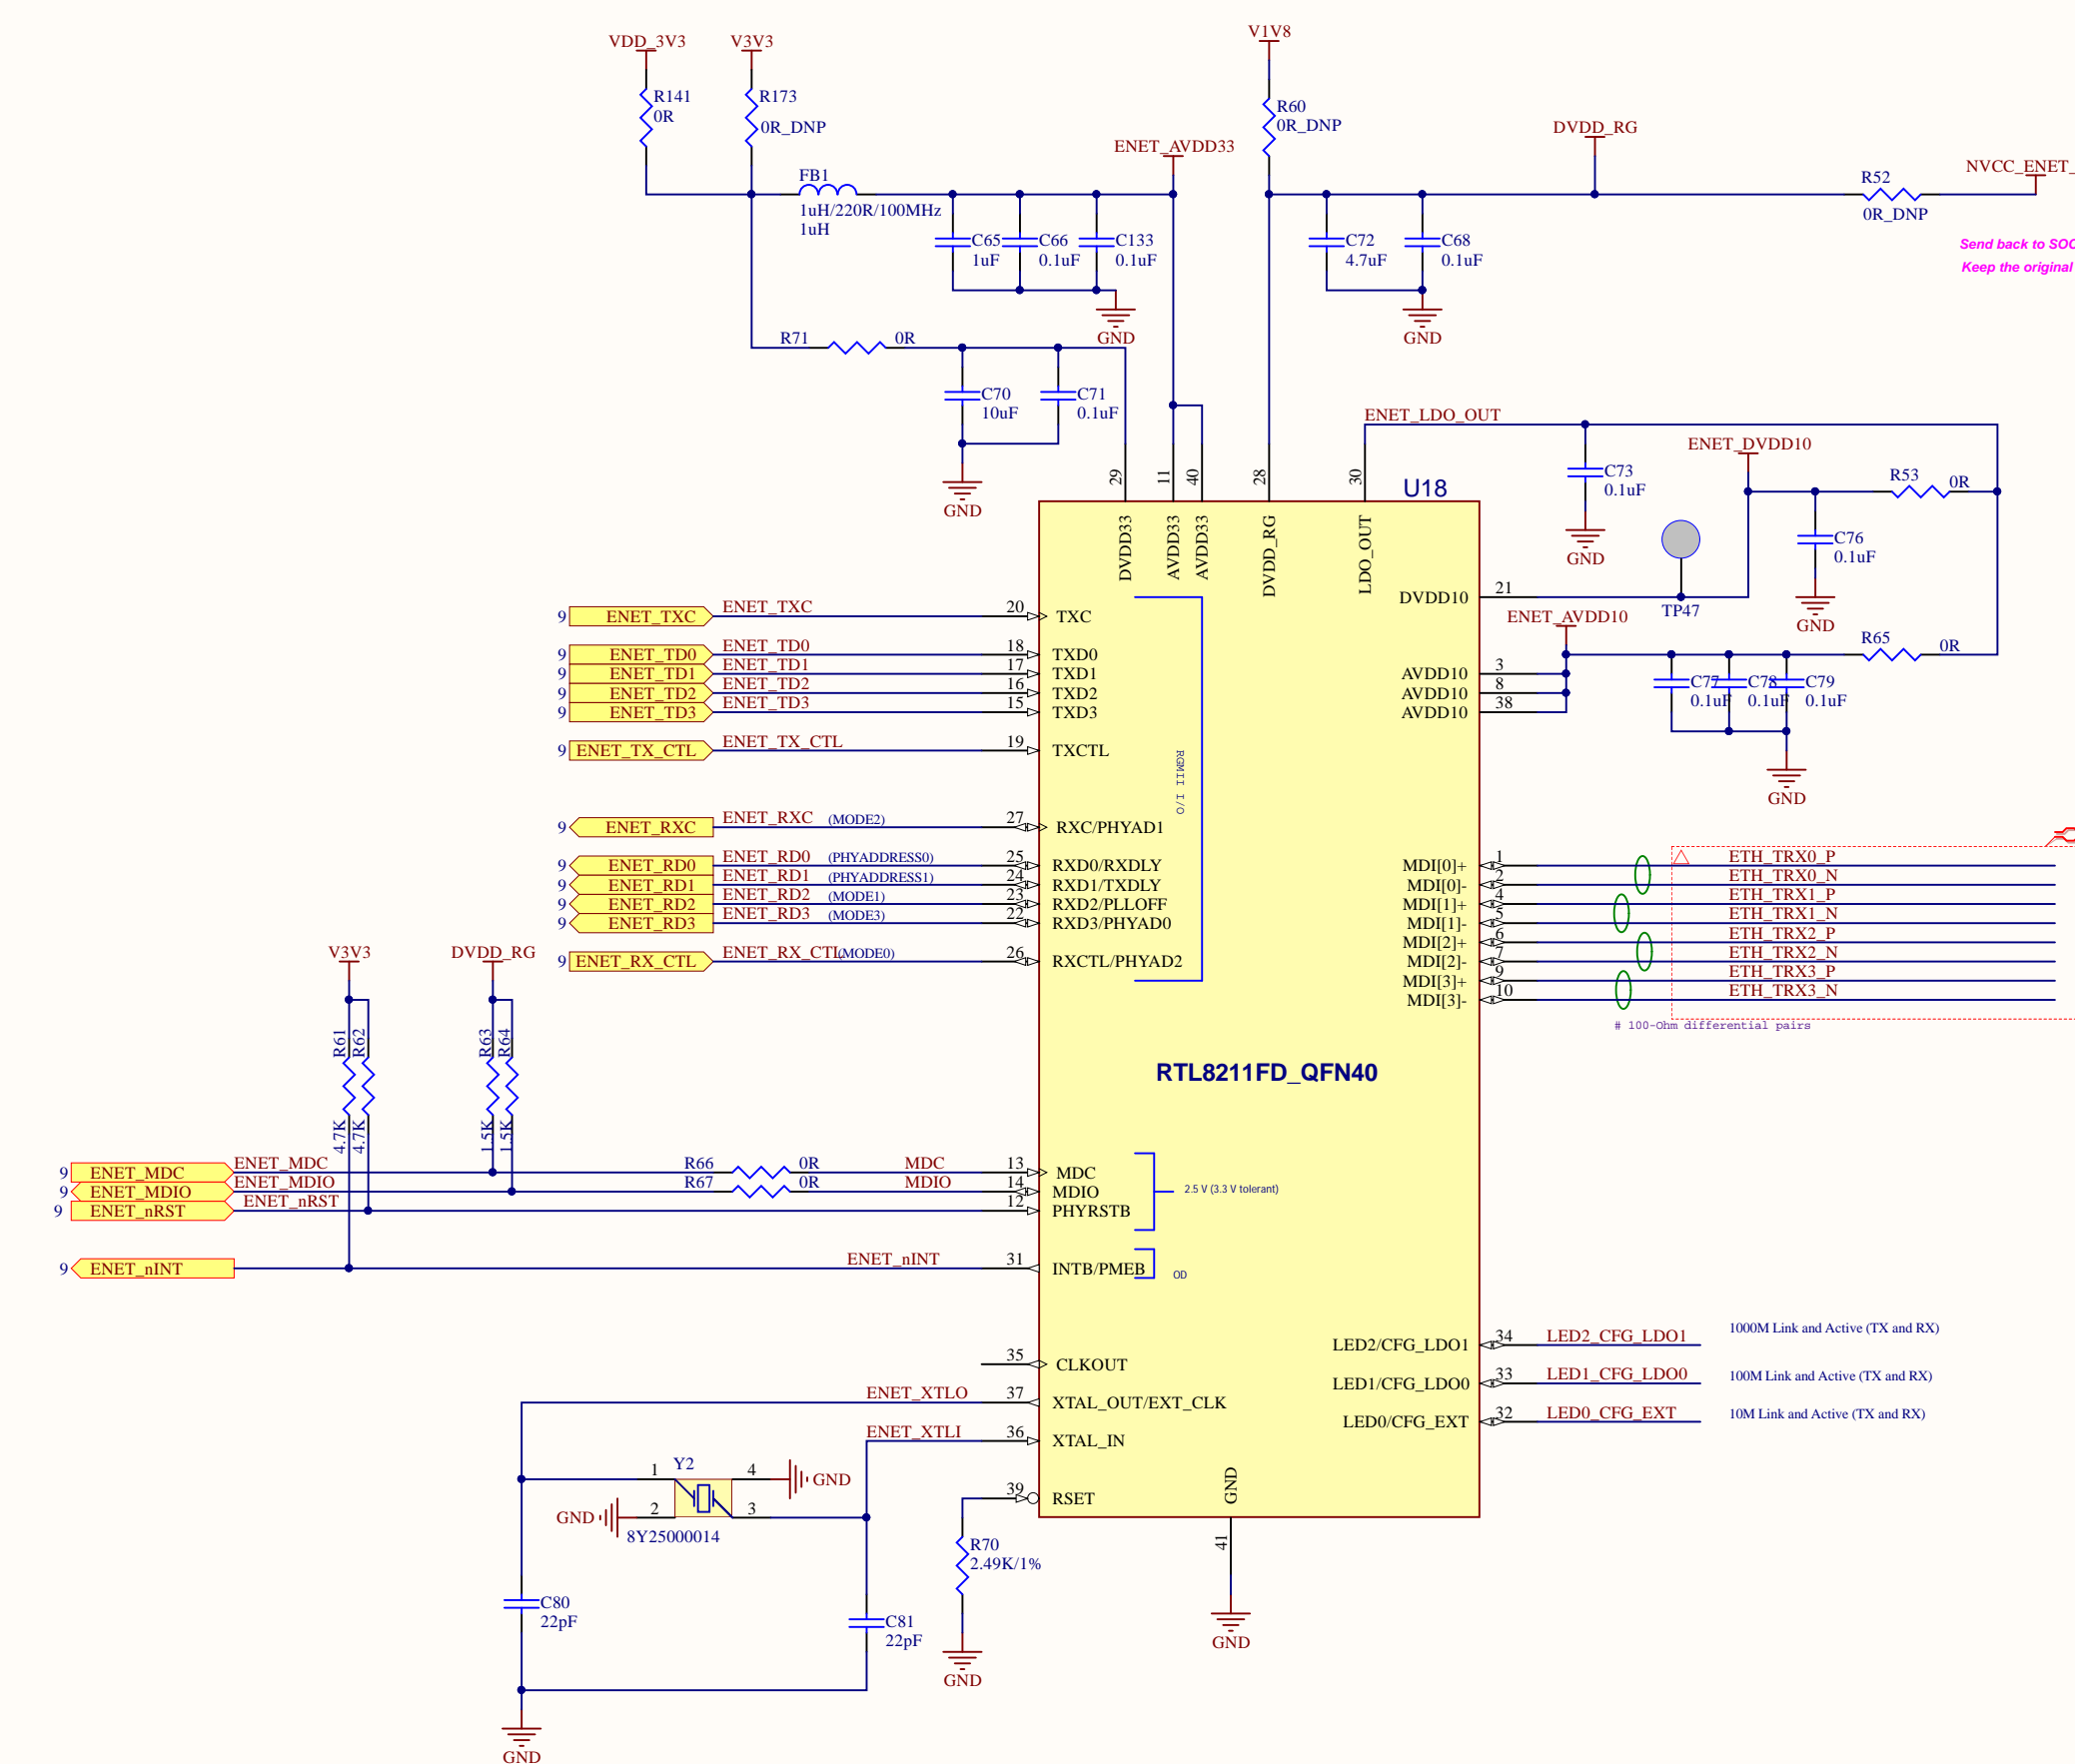 VDD_3V3
V3V3
V1V8
R141
0R
R173
0R_DNP
R60
0R_DNP
DVDD_RG
ENET_AVDD33
NVCC_ENET_
FB1
1uH/220R/100MHz
1uH
R52
0R_DNP
C65
1uF
C66
0.1uF
C133
0.1uF
C72
4.7uF
C68
0.1uF
Send back to SOC
Keep the original
GND
GND
R71
0R
C70
10uF
C71
0.1uF
GND
ENET_LDO_OUT
ENET_DVDD10
C73
0.1uF
GND
R53
0R
C76
0.1uF
GND
TP47
29
11
40
28
30
U18
DVDD33
AVDD33
AVDD33
DVDD_RG
LDO_OUT
DVDD10
21
ENET_AVDD10
R65
0R
AVDD10
3
AVDD10
8
AVDD10
38
C77
0.1uF
C78
0.1uF
C79
0.1uF
GND
9 ENET_TXC ENET_TXC 20 TXC
9 ENET_TD0 ENET_TD0 18 TXD0
9 ENET_TD1 ENET_TD1 17 TXD1
9 ENET_TD2 ENET_TD2 16 TXD2
9 ENET_TD3 ENET_TD3 15 TXD3
9 ENET_TX_CTL ENET_TX_CTL 19 TXCTL
RGMII I/O
9 ENET_RXC ENET_RXC (MODE2) 27 RXC/PHYAD1
9 ENET_RD0 ENET_RD0 (PHYADDRESS0) 25 RXD0/RXDLY
9 ENET_RD1 ENET_RD1 (PHYADDRESS1) 24 RXD1/TXDLY
9 ENET_RD2 ENET_RD2 (MODE1) 23 RXD2/PLLOFF
9 ENET_RD3 ENET_RD3 (MODE3) 22 RXD3/PHYAD0
9 ENET_RX_CTL ENET_RX_CTL (MODE0) 26 RXCTL/PHYAD2
MDI[0]+ 1 ETH_TRX0_P
MDI[0]- 2 ETH_TRX0_N
MDI[1]+ 4 ETH_TRX1_P
MDI[1]- 5 ETH_TRX1_N
MDI[2]+ 6 ETH_TRX2_P
MDI[2]- 7 ETH_TRX2_N
MDI[3]+ 9 ETH_TRX3_P
MDI[3]- 10 ETH_TRX3_N
# 100-Ohm differential pairs
V3V3
DVDD_RG
R61
4.7K
R62
4.7K
R63
1.5K
R64
1.5K
RTL8211FD_QFN40
9 ENET_MDC ENET_MDC R66 0R MDC 13 MDC
9 ENET_MDIO ENET_MDIO R67 0R MDIO 14 MDIO
9 ENET_nRST ENET_nRST 12 PHYRSTB
2.5 V (3.3 V tolerant)
9 ENET_nINT ENET_nINT 31 INTB/PMEB
OD
LED2/CFG_LDO1 34 LED2_CFG_LDO1 1000M Link and Active (TX and RX)
35 CLKOUT
LED1/CFG_LDO0 33 LED1_CFG_LDO0 100M Link and Active (TX and RX)
ENET_XTLO 37 XTAL_OUT/EXT_CLK
LED0/CFG_EXT 32 LED0_CFG_EXT 10M Link and Active (TX and RX)
ENET_XTLI 36 XTAL_IN
Y2
1
4
GND
GND
2
3
8Y25000014
39 RSET
GND
41
R70
2.49K/1%
C80
22pF
C81
22pF
GND
GND
GND